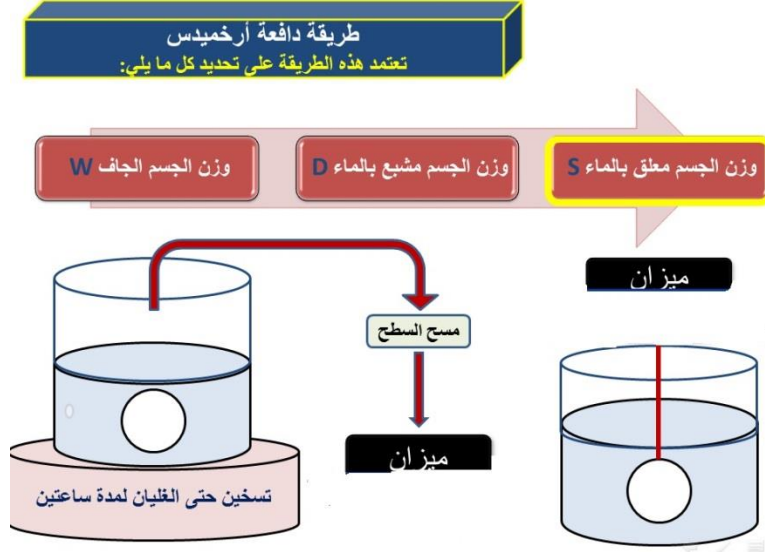 طريقة دافعة أرخميدس
تعتمد هذه الطريقة على تحديد كل ما يلي:
وزن الجسم الجاف W
وزن الجسم مشبع بالماء D
وزن الجسم معلق بالماء S
ميزان
مسح السطح
ميزان
تسخين حتى الغليان لمدة ساعتين